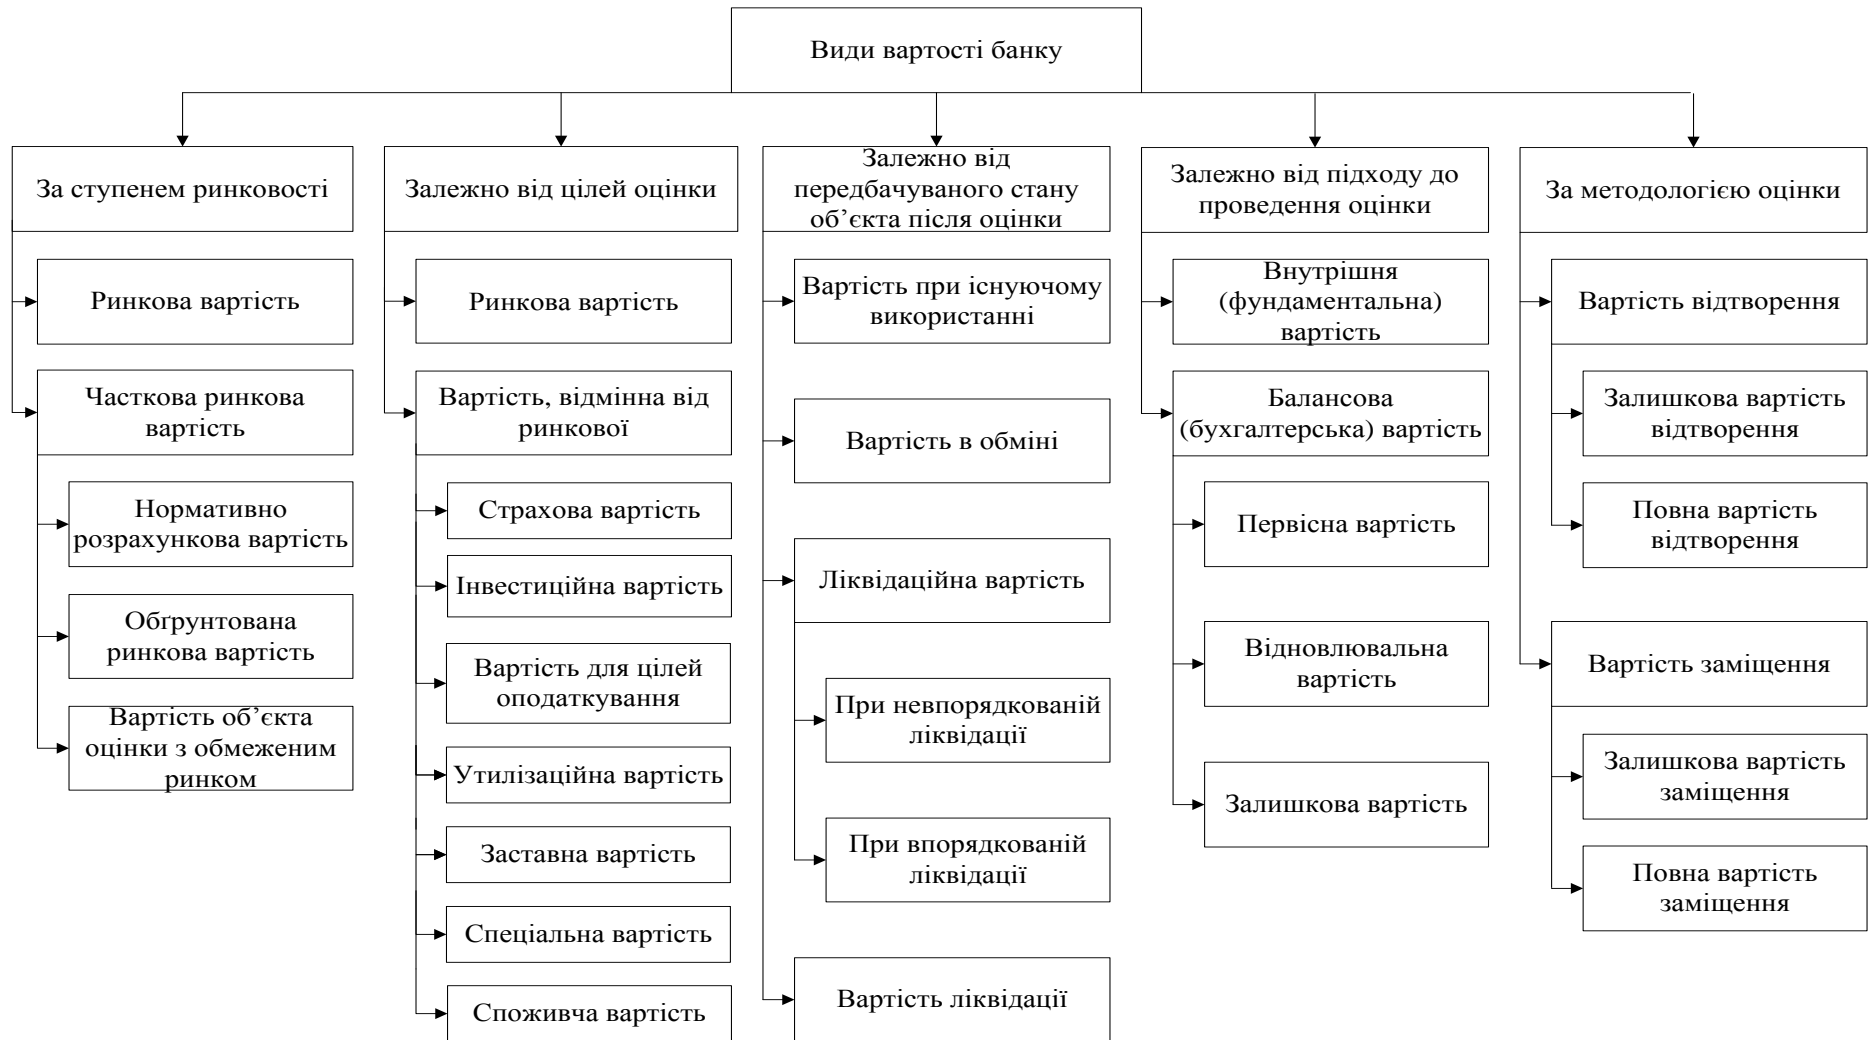 Види вартості банку
За ступенем ринковості
Ринкова вартість
Часткова ринкова
вартість
Нормативно
розрахункова вартість
Обґрунтована
ринкова вартість
Вартість об’єкта
оцінки з обмеженим
ринком
Залежно від цілей оцінки
Ринкова вартість
Вартість, відмінна від
ринкової
Страхова вартість
Інвестиційна вартість
Вартість для цілей
оподаткування
Утилізаційна вартість
Заставна вартість
Спеціальна вартість
Споживча вартість
Залежно від
передбачуваного стану
об’єкта після оцінки
Вартість при існуючому
використанні
Вартість в обміні
Ліквідаційна вартість
При невпорядкованій
ліквідації
При впорядкованій
ліквідації
Вартість ліквідації
Залежно від підходу до
проведення оцінки
Внутрішня
(фундаментальна)
вартість
Балансова
(бухгалтерська) вартість
Первісна вартість
Відновлювальна
вартість
Залишкова вартість
За методологією оцінки
Вартість відтворення
Залишкова вартість
відтворення
Повна вартість
відтворення
Вартість заміщення
Залишкова вартість
заміщення
Повна вартість
заміщення